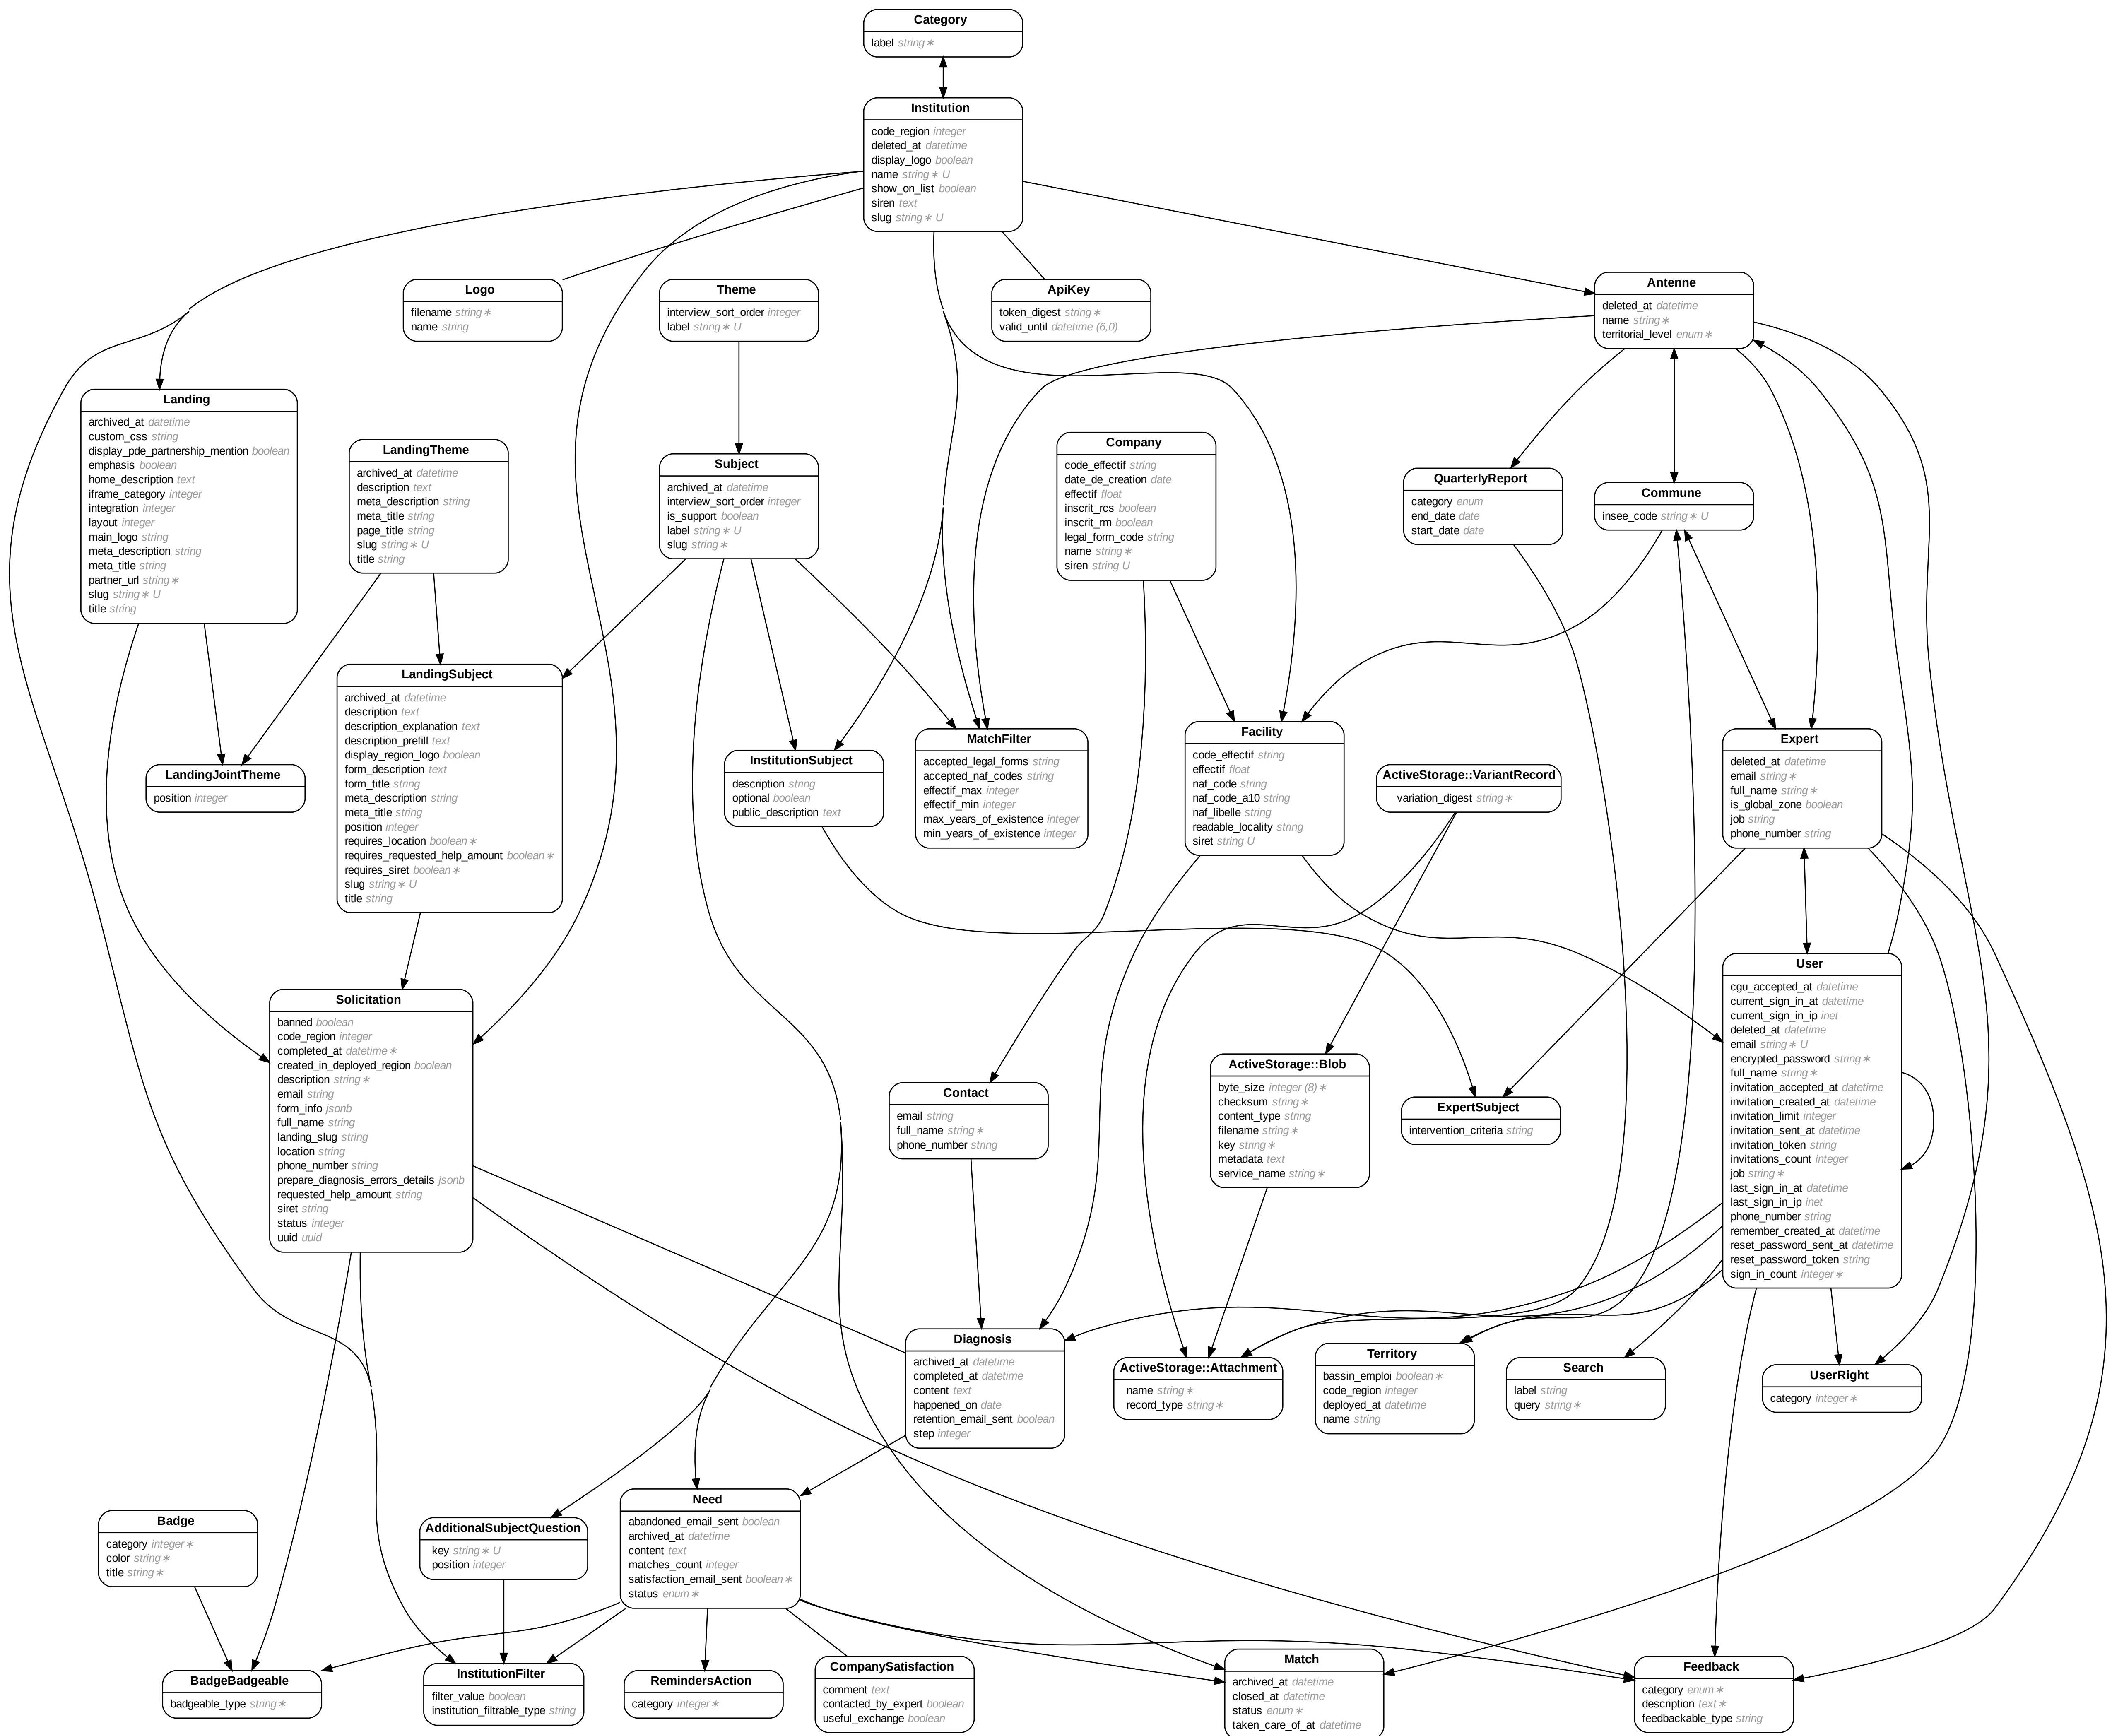 Category
label string∗
Institution
code_region integer
deleted_at datetime
display_logo boolean
name string∗ U
show_on_list boolean
siren text
slug string∗ U
Logo
filename string∗
name string
Theme
interview_sort_order integer
label string∗ U
ApiKey
token_digest string∗
valid_until datetime (6,0)
Antenne
deleted_at datetime
name string∗
territorial_level enum∗
Landing
archived_at datetime
custom_css string
display_pde_partnership_mention boolean
emphasis boolean
home_description text
iframe_category integer
integration integer
layout integer
main_logo string
meta_description string
meta_title string
partner_url string∗
slug string∗ U
title string
LandingTheme
archived_at datetime
description text
meta_description string
meta_title string
page_title string
slug string∗ U
title string
Subject
archived_at datetime
interview_sort_order integer
is_support boolean
label string∗ U
slug string∗
Company
code_effectif string
date_de_creation date
effectif float
inscrit_rcs boolean
inscrit_rm boolean
legal_form_code string
name string∗
siren string U
QuarterlyReport
category enum
end_date date
start_date date
Commune
insee_code string∗ U
LandingSubject
archived_at datetime
description text
description_explanation text
description_prefill text
display_region_logo boolean
form_description text
form_title string
meta_description string
meta_title string
position integer
requires_location boolean∗
requires_requested_help_amount boolean∗
requires_siret boolean∗
slug string∗ U
title string
LandingJointTheme
position integer
InstitutionSubject
description string
optional boolean
public_description text
MatchFilter
accepted_legal_forms string
accepted_naf_codes string
effectif_max integer
effectif_min integer
max_years_of_existence integer
min_years_of_existence integer
Facility
code_effectif string
effectif float
naf_code string
naf_code_a10 string
naf_libelle string
readable_locality string
siret string U
ActiveStorage::VariantRecord
variation_digest string∗
Expert
deleted_at datetime
email string∗
full_name string∗
is_global_zone boolean
job string
phone_number string
User
cgu_accepted_at datetime
current_sign_in_at datetime
current_sign_in_ip inet
deleted_at datetime
email string∗ U
encrypted_password string∗
full_name string∗
invitation_accepted_at datetime
invitation_created_at datetime
invitation_limit integer
invitation_sent_at datetime
invitation_token string
invitations_count integer
job string∗
last_sign_in_at datetime
last_sign_in_ip inet
phone_number string
remember_created_at datetime
reset_password_sent_at datetime
reset_password_token string
sign_in_count integer∗
Solicitation
banned boolean
code_region integer
completed_at datetime∗
created_in_deployed_region boolean
description string∗
email string
form_info jsonb
full_name string
landing_slug string
location string
phone_number string
prepare_diagnosis_errors_details jsonb
requested_help_amount string
siret string
status integer
uuid uuid
Contact
email string
full_name string∗
phone_number string
ActiveStorage::Blob
byte_size integer (8)∗
checksum string∗
content_type string
filename string∗
key string∗
metadata text
service_name string∗
ExpertSubject
intervention_criteria string
Diagnosis
archived_at datetime
completed_at datetime
content text
happened_on date
retention_email_sent boolean
step integer
ActiveStorage::Attachment
name string∗
record_type string∗
Territory
bassin_emploi boolean∗
code_region integer
deployed_at datetime
name string
Search
label string
query string∗
UserRight
category integer∗
Badge
category integer∗
color string∗
title string∗
AdditionalSubjectQuestion
key string∗ U
position integer
Need
abandoned_email_sent boolean
archived_at datetime
content text
matches_count integer
satisfaction_email_sent boolean∗
status enum∗
BadgeBadgeable
badgeable_type string∗
InstitutionFilter
filter_value boolean
institution_filtrable_type string
RemindersAction
category integer∗
CompanySatisfaction
comment text
contacted_by_expert boolean
useful_exchange boolean
Match
archived_at datetime
closed_at datetime
status enum∗
taken_care_of_at datetime
Feedback
category enum∗
description text∗
feedbackable_type string